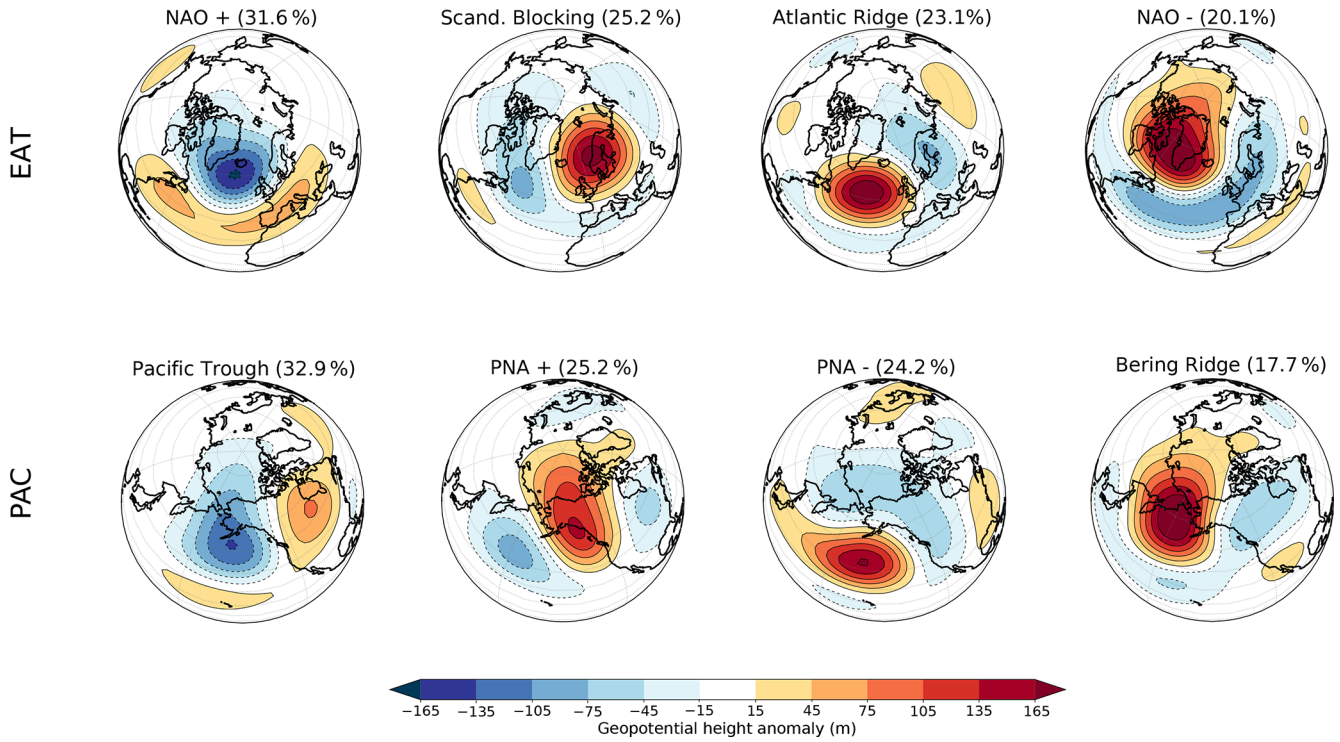 NAO + (31.6 %)
Scand. Blocking (25.2 %)
Atlantic Ridge (23.1%)
NAO - (20.1%)
EAT
Pacific Trough (32.9 %)
PNA + (25.2 %)
PNA - (24.2 %)
Bering Ridge (17.7 %)
PAC
−165 −135 −105 −75 −45 −15 15 45 75 105 135 165
Geopotential height anomaly (m)